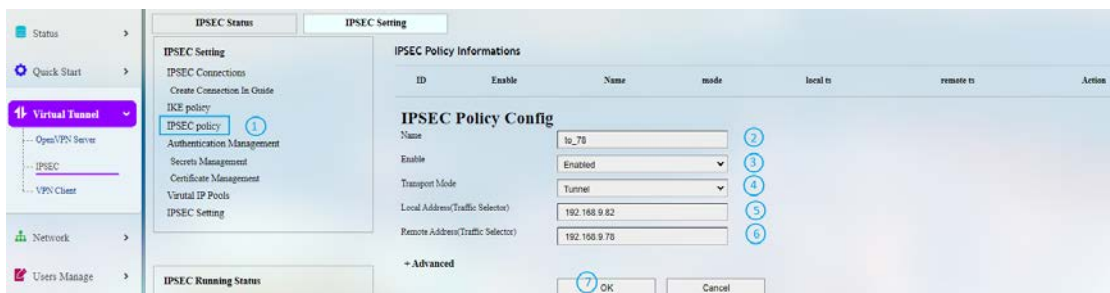 Status
Quick Start
Virtual Tunnel
OpenVPN Server
IPSEC
VPN Client
Network
Users Manage
IPSEC Status
IPSEC Setting
IPSEC Setting
IPSEC Connections
Create Connection In Guide
IKE policy
IPSEC policy 1
Authentication Management
Secrets Management
Certificate Management
Virutal IP Pools
IPSEC Setting
IPSEC Running Status
IPSEC Policy Informations
ID Enable Name mode local ts remote ts Action
IPSEC Policy Config
Name to_78 2
Enable Enabled 3
Transport Mode Tunnel 4
Local Address(Traffic Selector) 192.168.9.82 5
Remote Address(Traffic Selector) 192.168.9.78 6
+ Advanced
7 OK Cancel